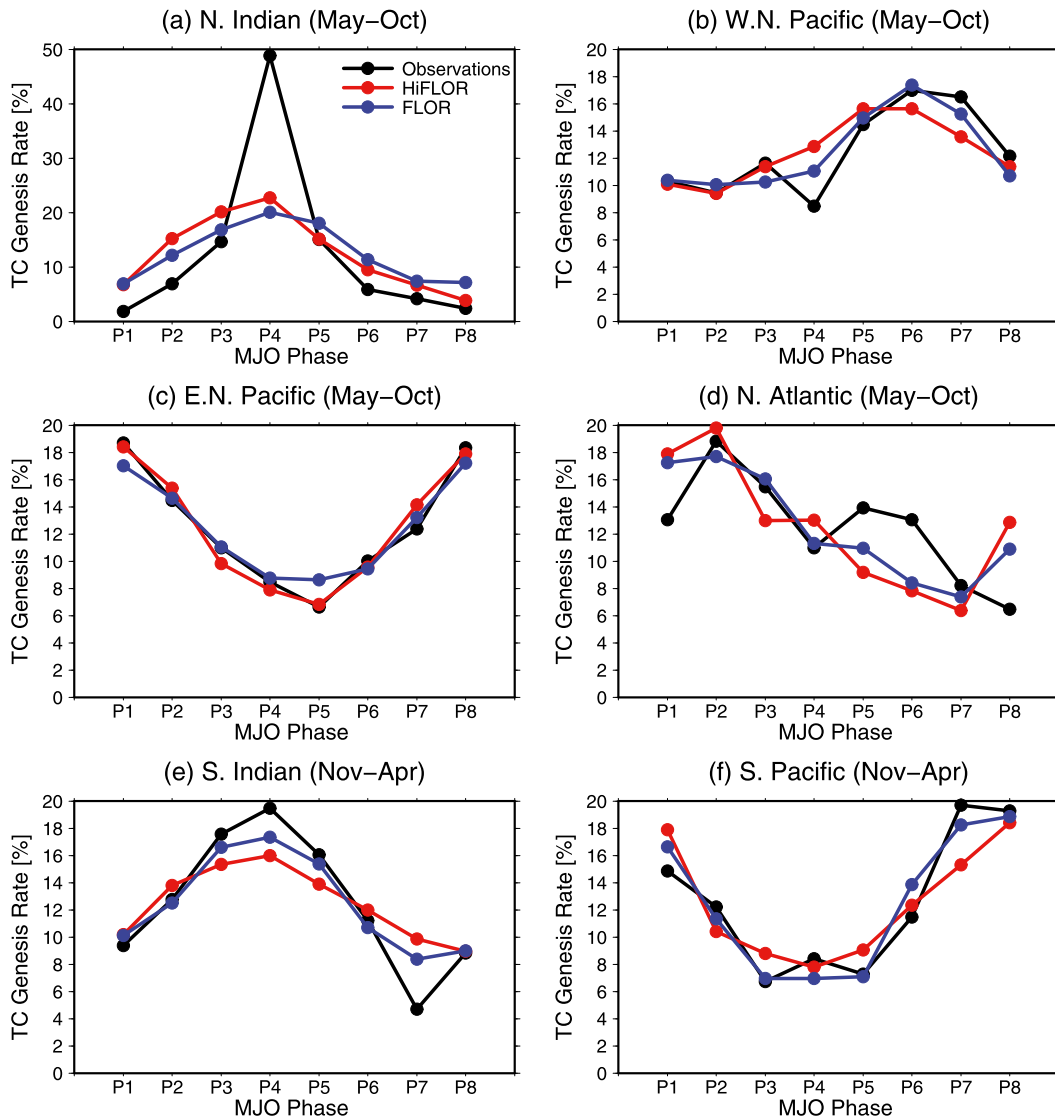 (a) N. Indian (May–Oct)
TC Genesis Rate [%]
50
40
30
20
10
0
Observations
HiFLOR
FLOR
P1 P2 P3 P4 P5 P6 P7 P8
MJO Phase
(b) W.N. Pacific (May–Oct)
TC Genesis Rate [%]
20
18
16
14
12
10
8
6
4
2
0
P1 P2 P3 P4 P5 P6 P7 P8
MJO Phase
(c) E.N. Pacific (May–Oct)
TC Genesis Rate [%]
20
18
16
14
12
10
8
6
4
2
0
P1 P2 P3 P4 P5 P6 P7 P8
MJO Phase
(d) N. Atlantic (May–Oct)
TC Genesis Rate [%]
20
18
16
14
12
10
8
6
4
2
0
P1 P2 P3 P4 P5 P6 P7 P8
MJO Phase
(e) S. Indian (Nov–Apr)
TC Genesis Rate [%]
20
18
16
14
12
10
8
6
4
2
0
P1 P2 P3 P4 P5 P6 P7 P8
MJO Phase
(f) S. Pacific (Nov–Apr)
TC Genesis Rate [%]
20
18
16
14
12
10
8
6
4
2
0
P1 P2 P3 P4 P5 P6 P7 P8
MJO Phase